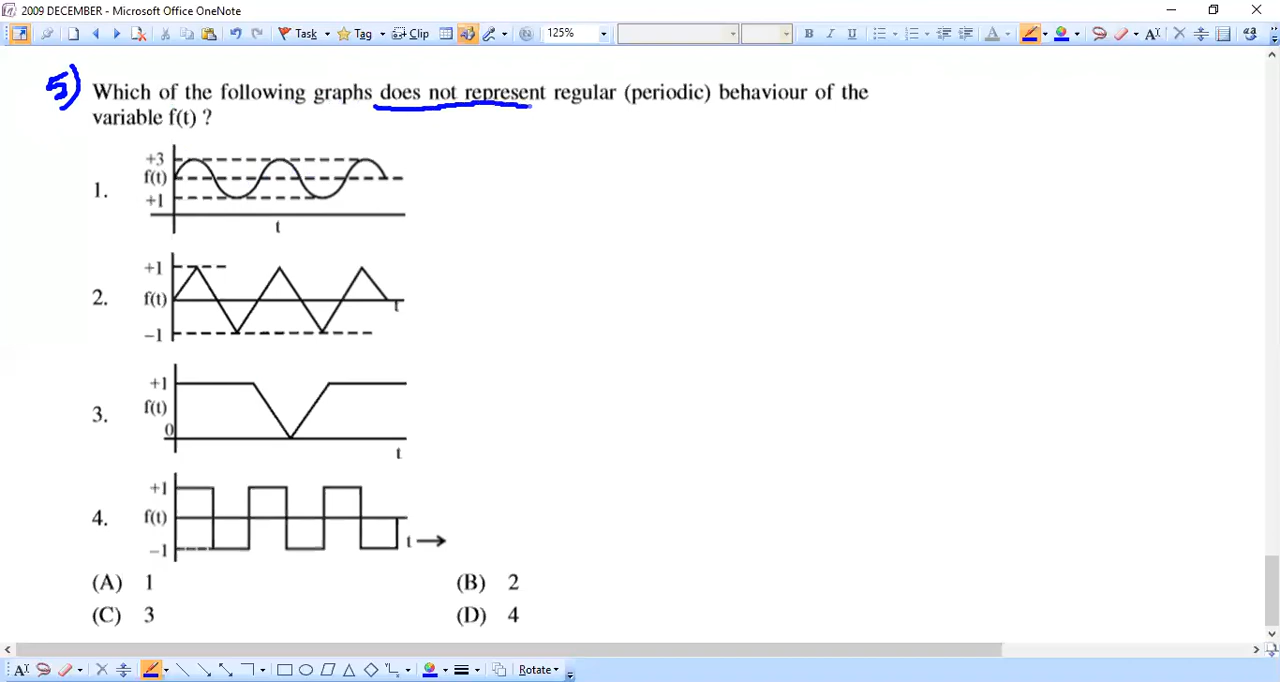 2009 DECEMBER - Microsoft Office OneNote
Task Tag Clip 125% B I U A
5) Which of the following graphs does not represent regular (periodic) behaviour of the
variable f(t) ?
+3
f(t)
1.
+1
t
+1
2. f(t)
t
−1
+1
f(t)
3.
0
t
+1
4. f(t)
t
−1
(A) 1 (B) 2
(C) 3 (D) 4
Rotate